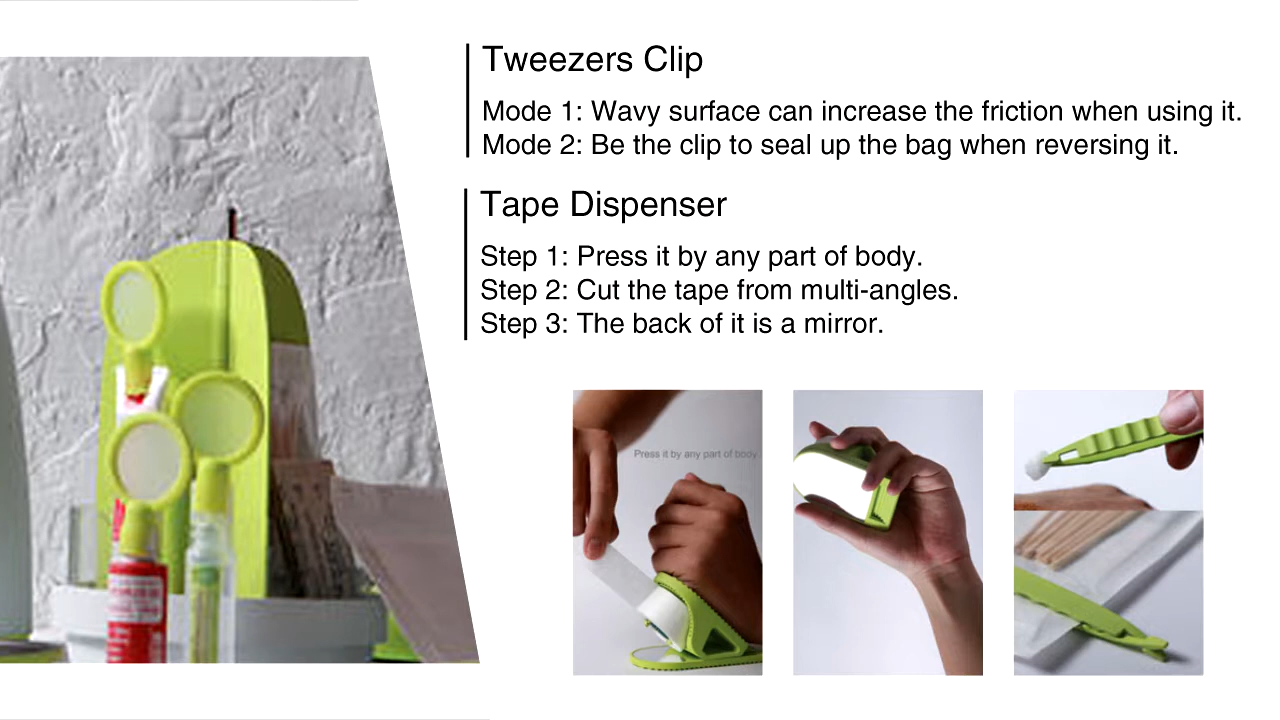 Tweezers Clip
Mode 1: Wavy surface can increase the friction when using it.
Mode 2: Be the clip to seal up the bag when reversing it.
Tape Dispenser
Step 1: Press it by any part of body.
Step 2: Cut the tape from multi-angles.
Step 3: The back of it is a mirror.
Press it by any part of body